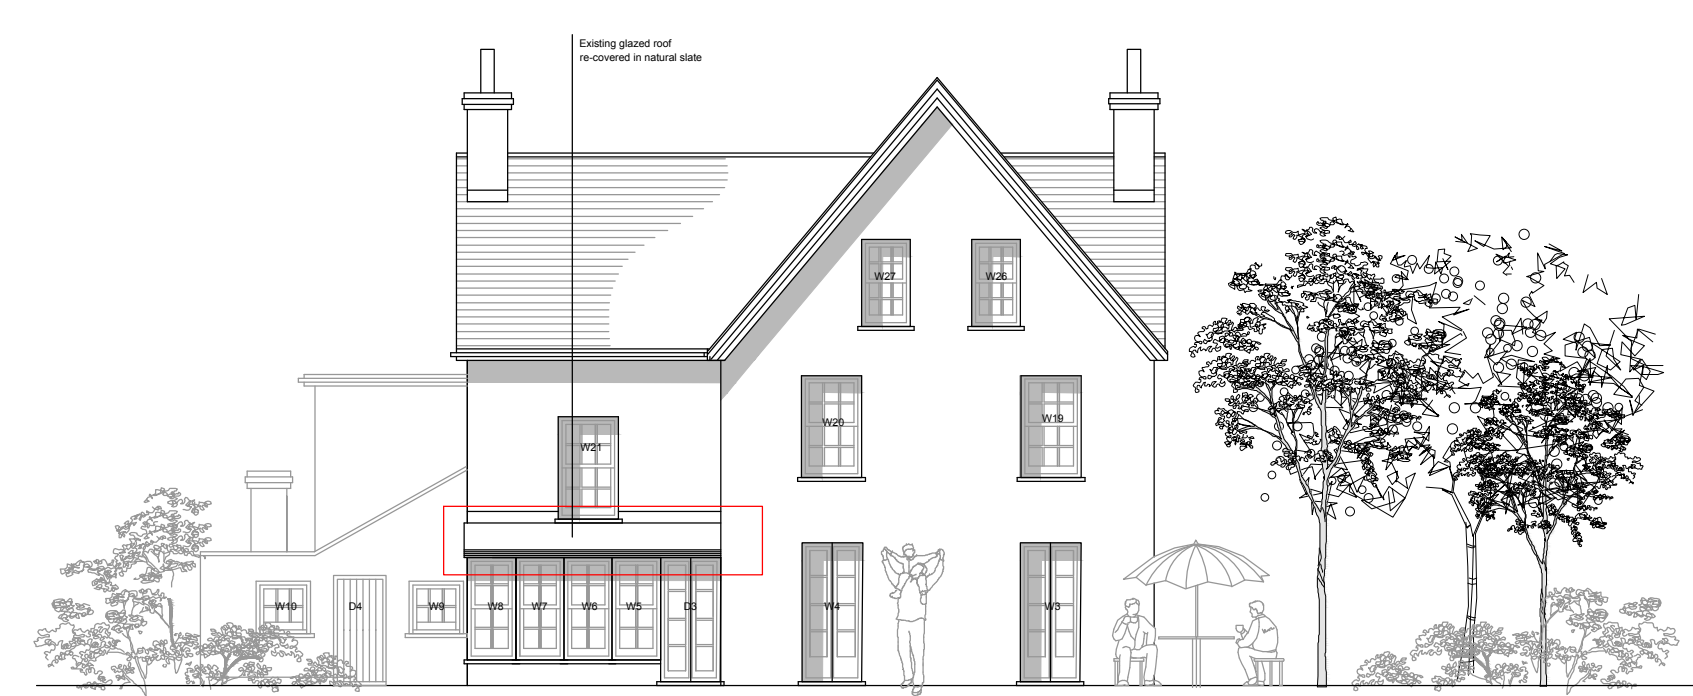 Existing glazed roof
re-covered in natural slate
W27
W26
W20
W19
W21
W10
D4
W9
W8
W7
W6
W5
D3
W4
W3